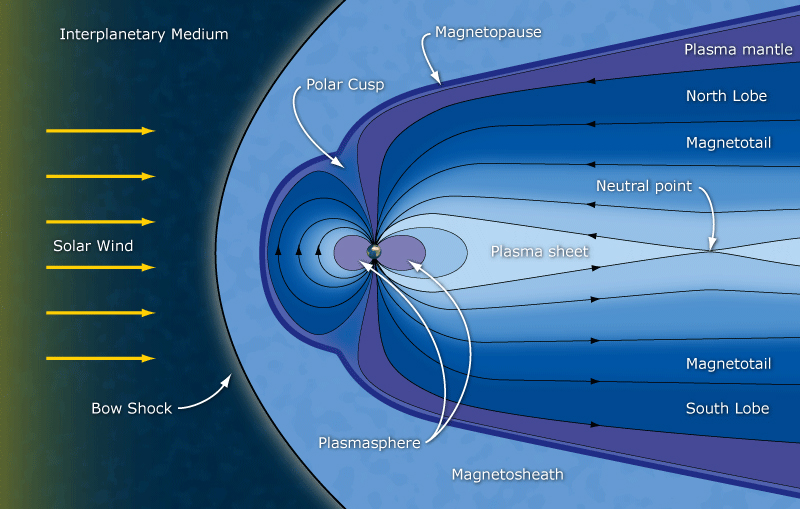 Interplanetary Medium
Magnetopause
Plasma mantle
Polar Cusp
North Lobe
Magnetotail
Neutral point
Solar Wind
Plasma sheet
Magnetotail
Bow Shock
South Lobe
Plasmasphere
Magnetosheath